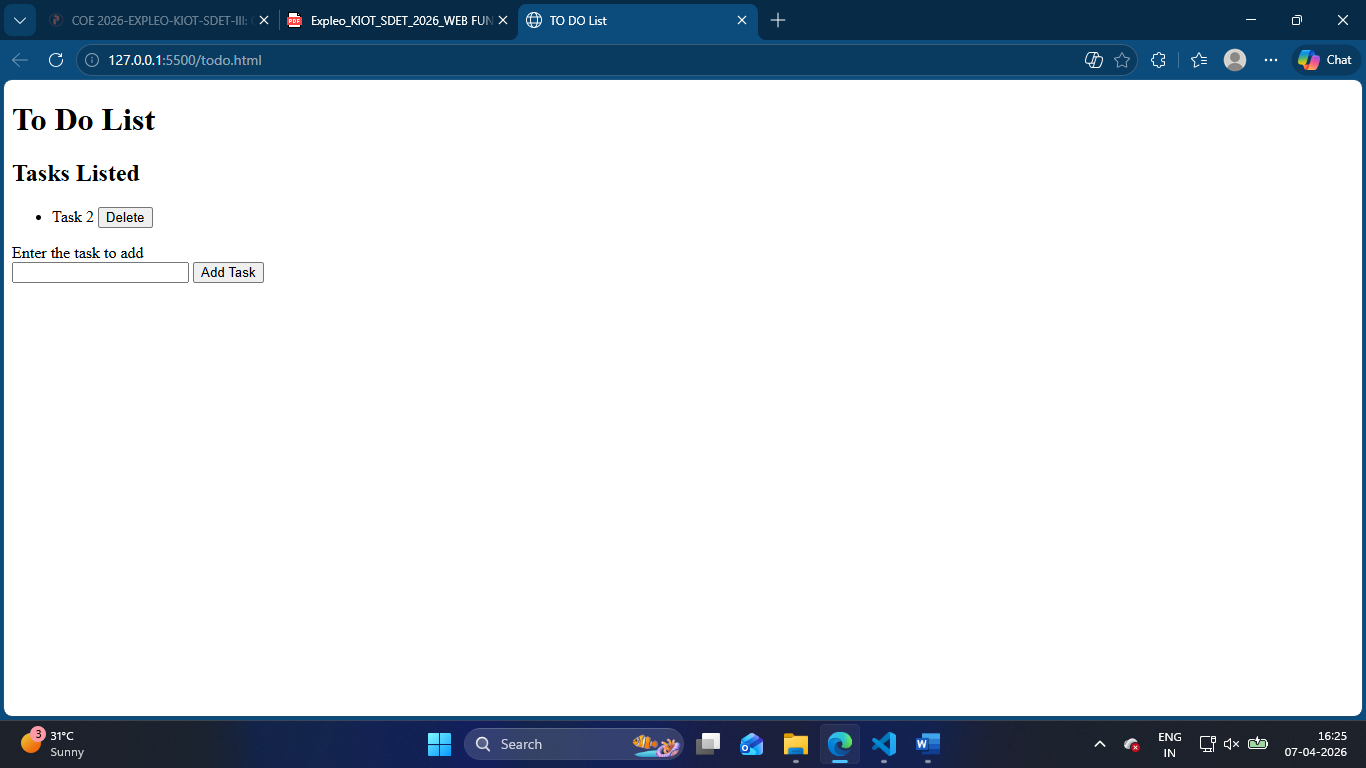 COE 2026-EXPLEO-KIOT-SDET-III:
Expleo_KIOT_SDET_2026_WEB FUN
TO DO List
127.0.0.1:5500/todo.html
Chat
To Do List
Tasks Listed
Task 2 Delete
Enter the task to add
Add Task
3
31°C
Sunny
Search
ENG
IN
16:25
07-04-2026